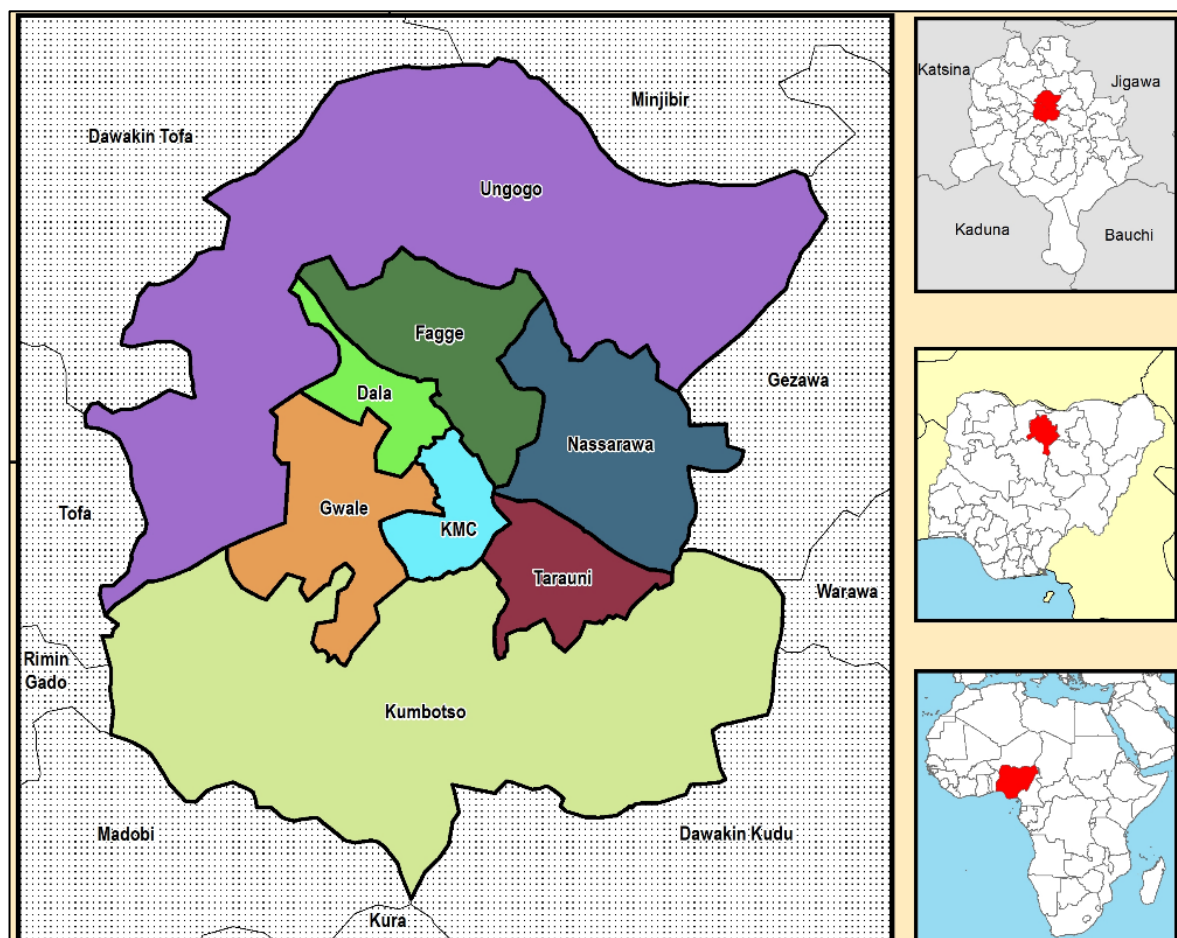 Minjibir
Dawakin Tofa
Ungogo
Fagge
Gezawa
Dala
Nassarawa
Gwale
Tofa
KMC
Tarauni
Warawa
Rimin
Gado
Kumbotso
Madobi
Dawakin Kudu
Kura
Katsina
Jigawa
Kaduna
Bauchi